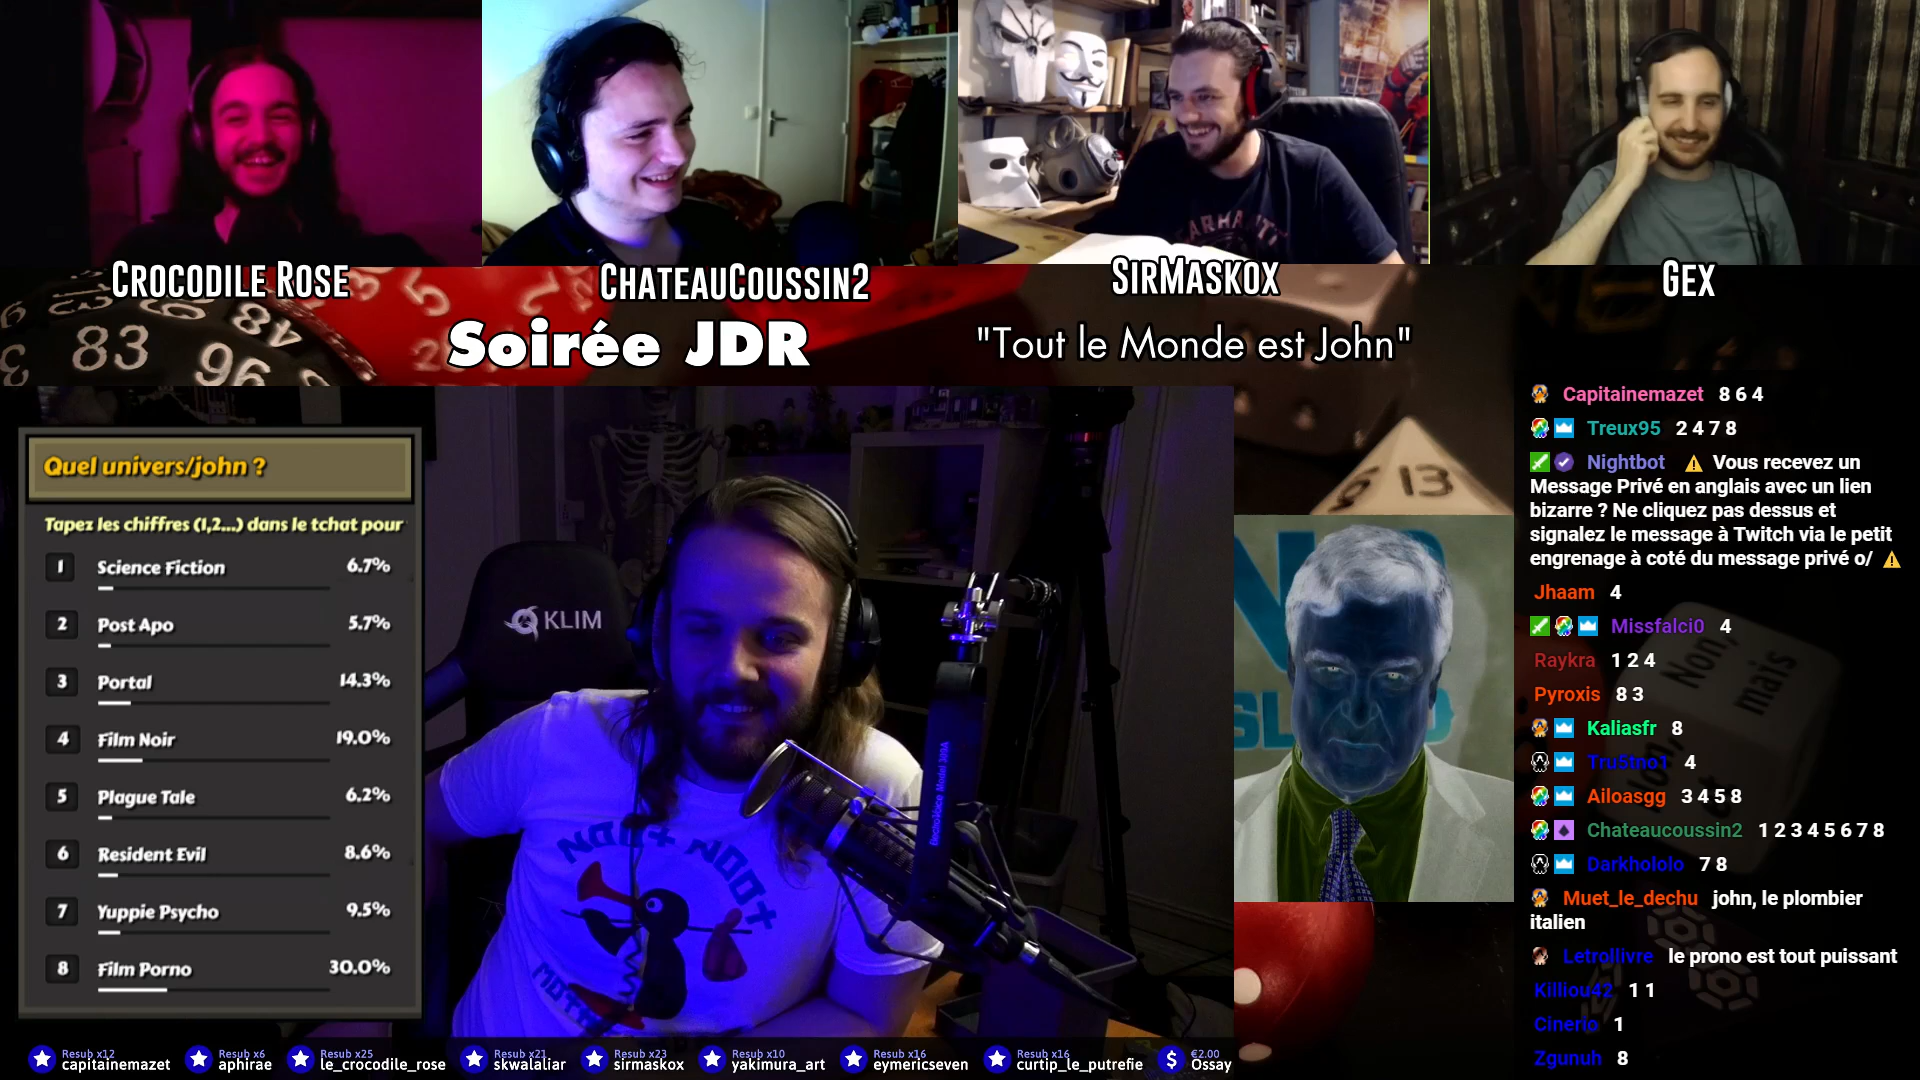 CROCODILE ROSE
CHATEAUCOUSSIN2
SIRMASKOX
GEX
Soirée JDR
"Tout le Monde est John"
83
96
84
13
Quel univers/john ?
Tapez les chiffres (1,2...) dans le tchat pour
1 Science Fiction 6.7%
2 Post Apo 5.7%
3 Portal 14.3%
4 Film Noir 19.0%
5 Plague Tale 6.2%
6 Resident Evil 8.6%
7 Yuppie Psycho 9.5%
8 Film Porno 30.0%
KLIM
NOOT NOOT
Capitainemazet 8 6 4
Treux95 2 4 7 8
Nightbot Vous recevez un
Message Privé en anglais avec un lien
bizarre ? Ne cliquez pas dessus et
signalez le message à Twitch via le petit
engrenage à coté du message privé o/
Jhaam 4
Missfalci0 4
Raykra 1 2 4
Pyroxis 8 3
Kaliasfr 8
Tru5tno1 4
Ailoasgg 3 4 5 8
Chateaucoussin2 1 2 3 4 5 6 7 8
Darkhololo 7 8
Muet_le_dechu john, le plombier
italien
Letrollivre le prono est tout puissant
Killiou42 1 1
Cinerio 1
Zgunuh 8
Non,
mais
Resub x12
capitainemazet
Resub x6
aphirae
Resub x25
le_crocodile_rose
Resub x21
skwalaliar
Resub x23
sirmaskox
Resub x10
yakimura_art
Resub x16
eymericseven
Resub x16
curtip_le_putrefie
€2.00
Ossay